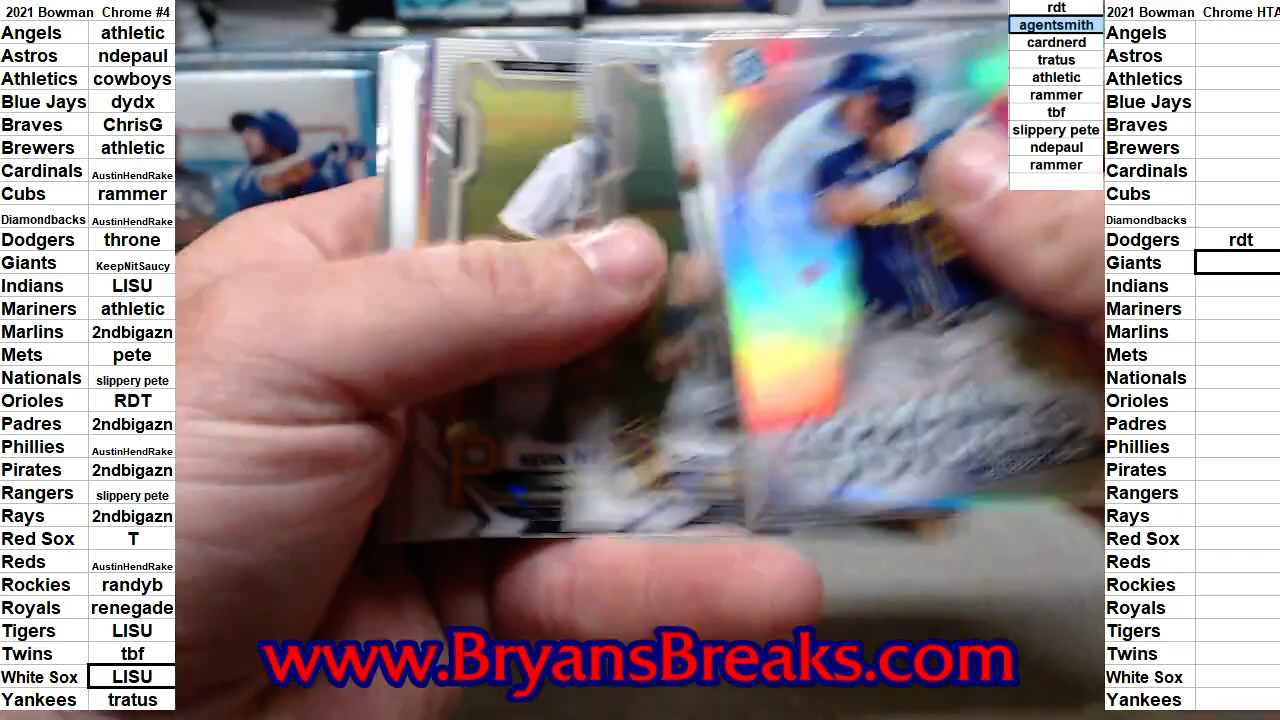 2021 Bowman Chrome #4
Angels athletic
Astros ndepaul
Athletics cowboys
Blue Jays dydx
Braves ChrisG
Brewers athletic
Cardinals AustinHendRake
Cubs rammer
Diamondbacks AustinHendRake
Dodgers throne
Giants KeepNitSaucy
Indians LISU
Mariners athletic
Marlins 2ndbigazn
Mets pete
Nationals slippery pete
Orioles RDT
Padres 2ndbigazn
Phillies AustinHendRake
Pirates 2ndbigazn
Rangers slippery pete
Rays 2ndbigazn
Red Sox T
Reds AustinHendRake
Rockies randyb
Royals renegade
Tigers LISU
Twins tbf
White Sox LISU
Yankees tratus
www.BryansBreaks.com
rdt
agentsmith
cardnerd
tratus
athletic
rammer
tbf
slippery pete
ndepaul
rammer
2021 Bowman Chrome HTA
Angels
Astros
Athletics
Blue Jays
Braves
Brewers
Cardinals
Cubs
Diamondbacks
Dodgers rdt
Giants
Indians
Mariners
Marlins
Mets
Nationals
Orioles
Padres
Phillies
Pirates
Rangers
Rays
Red Sox
Reds
Rockies
Royals
Tigers
Twins
White Sox
Yankees